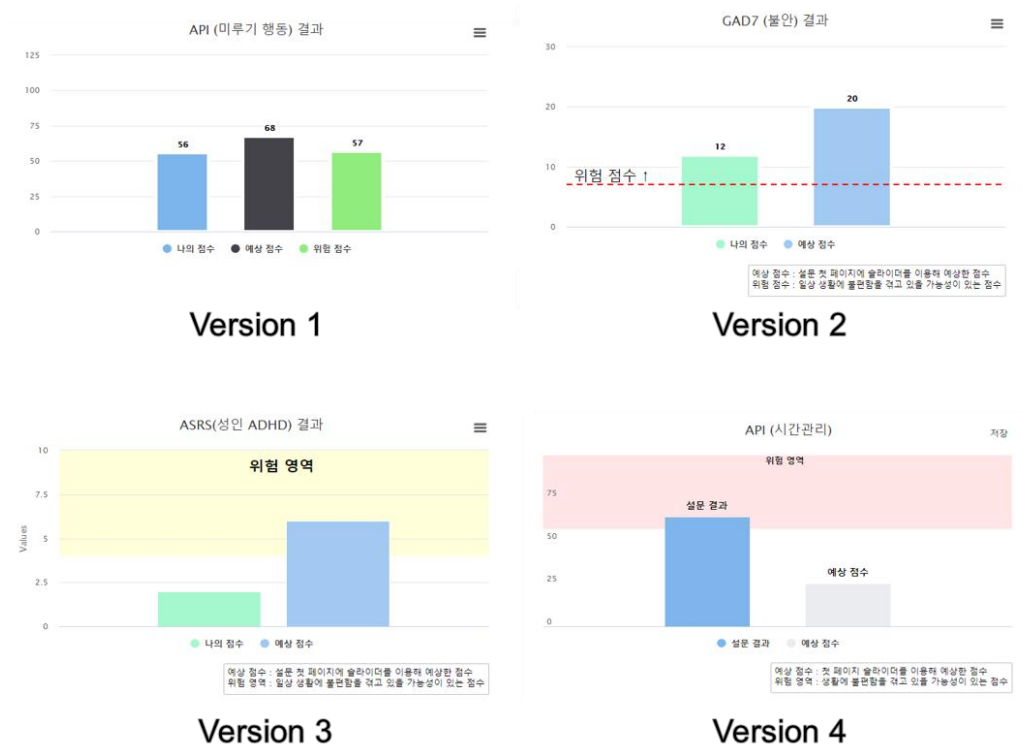 API (미루기 행동) 결과
125
100
75
50
25
0
56
68
57
나의 점수
예상 점수
위험 점수
Version 1
GAD7 (불안) 결과
30
20
10
0
12
20
위험 점수 ↑
나의 점수
예상 점수
예상 점수 : 설문 첫 페이지에 슬라이더를 이용해 예상한 점수
위험 점수 : 일상 생활에 불편함을 겪고 있을 가능성이 있는 점수
Version 2
ASRS(성인 ADHD) 결과
위험 영역
Values
10
7.5
5
2.5
0
나의 점수
예상 점수
예상 점수 : 설문 첫 페이지에 슬라이더를 이용해 예상한 점수
위험 영역 : 일상 생활에 불편함을 겪고 있을 가능성이 있는 점수
Version 3
API (시간관리)
저장
위험 영역
75
50
25
0
설문 결과
예상 점수
설문 결과
예상 점수
예상 점수 : 첫 페이지 슬라이더를 이용해 예상한 점수
위험 영역 : 생활에 불편함을 겪고 있을 가능성이 있는 점수
Version 4